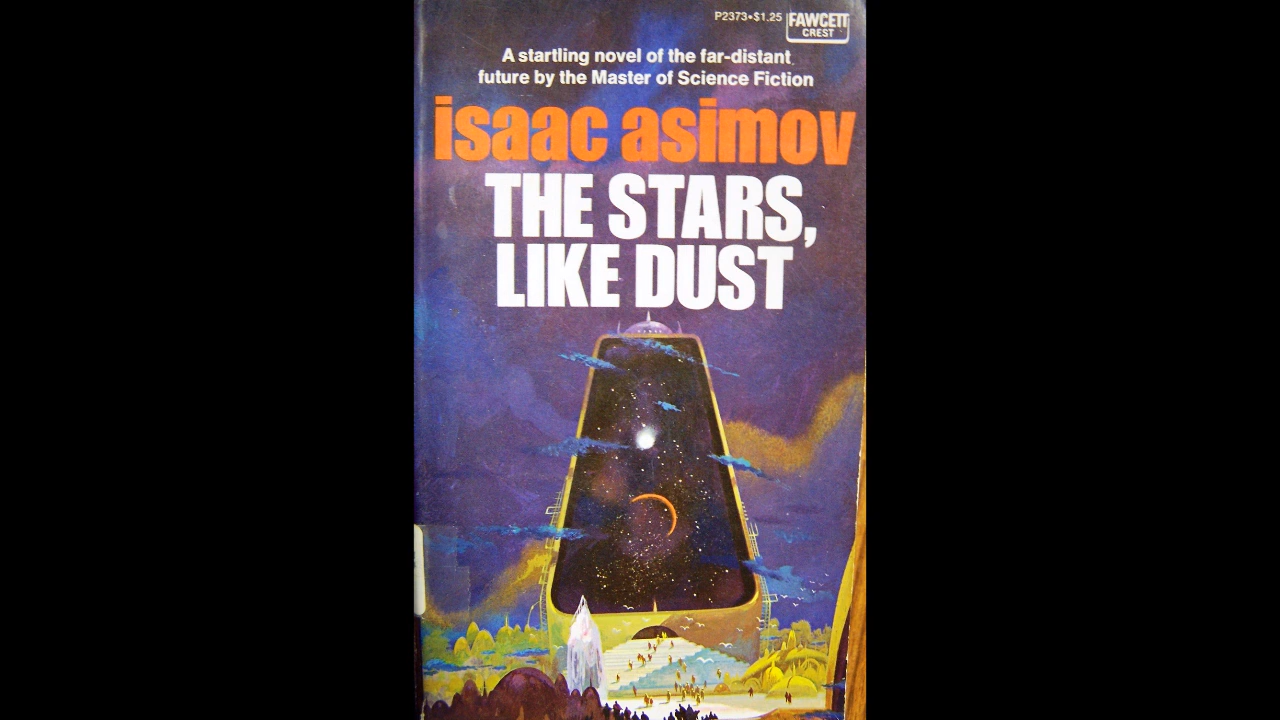 P2373•$1.25 FAWCETT
CREST
A startling novel of the far-distant
future by the Master of Science Fiction
isaac asimov
THE STARS,
LIKE DUST